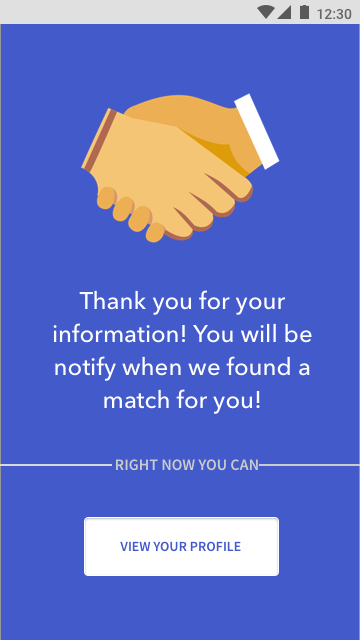 12:30
Thank you for your
information! You will be
notify when we found a
match for you!
RIGHT NOW YOU CAN
VIEW YOUR PROFILE